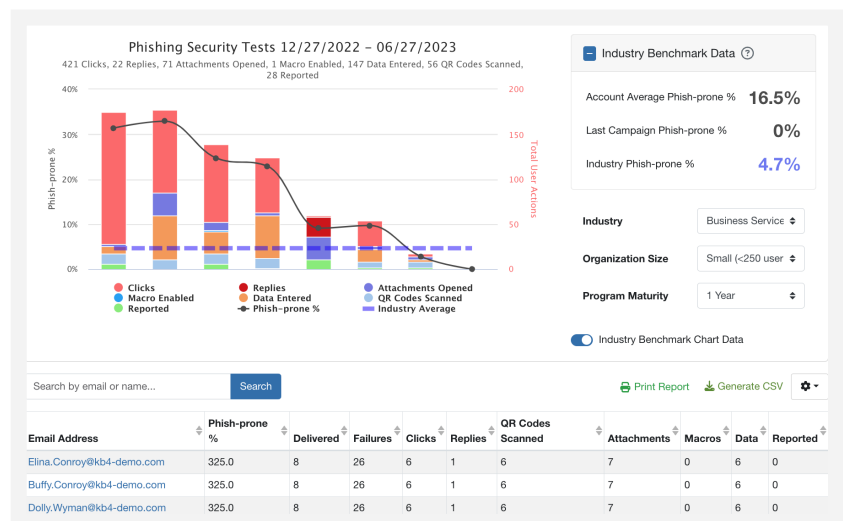 Phishing Security Tests 12/27/2022 – 06/27/2023
421 Clicks, 22 Replies, 71 Attachments Opened, 1 Macro Enabled, 147 Data Entered, 56 QR Codes Scanned,
28 Reported
40%
30%
20%
10%
0%
Phish-prone %
200
150
100
50
0
Total User Actions
Clicks
Replies
Attachments Opened
Macro Enabled
Data Entered
QR Codes Scanned
Reported
Phish-prone %
Industry Average
Industry Benchmark Data
Account Average Phish-prone % 16.5%
Last Campaign Phish-prone % 0%
Industry Phish-prone % 4.7%
Industry Business Service
Organization Size Small (<250 user
Program Maturity 1 Year
Industry Benchmark Chart Data
Search by email or name... Search
Print Report Generate CSV
Email Address Phish-prone % Delivered Failures Clicks Replies QR Codes Scanned Attachments Macros Data Reported
Elina.Conroy@kb4-demo.com 325.0 8 26 6 1 6 7 0 6 0
Buffy.Conroy@kb4-demo.com 325.0 8 26 6 1 6 7 0 6 0
Dolly.Wyman@kb4-demo.com 325.0 8 26 6 1 6 7 0 6 0